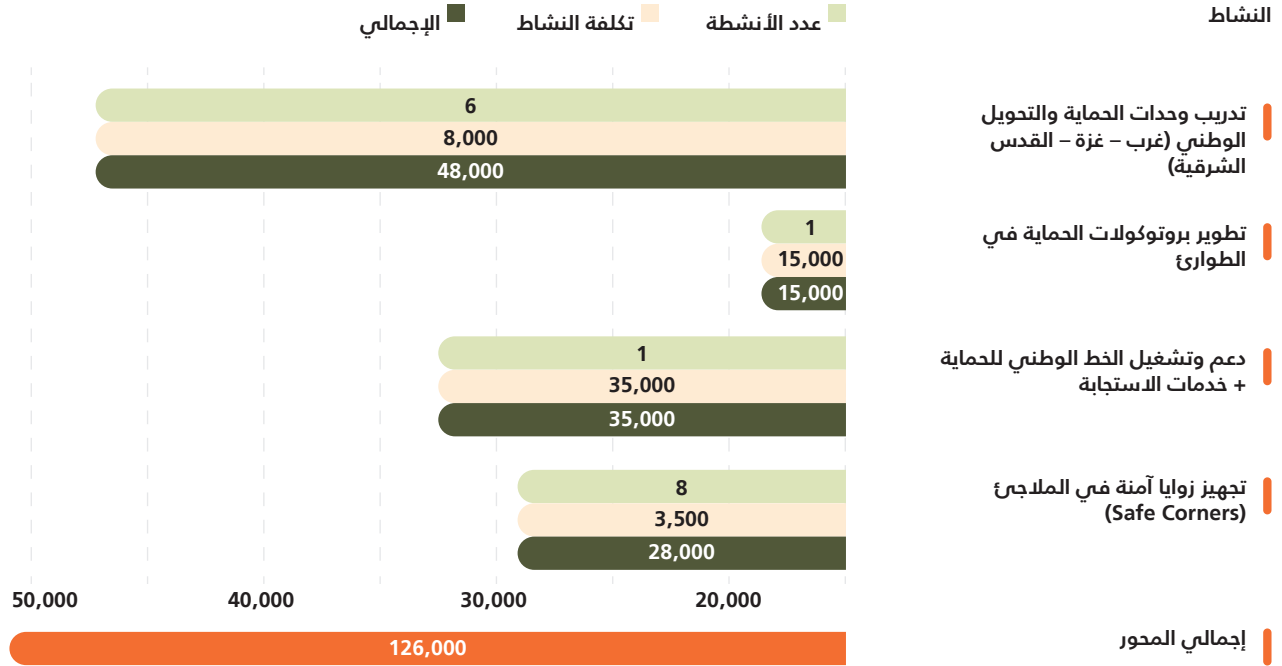 النشاط
عدد الأنشطة
تكلفة النشاط
الإجمالي
تدريب وحدات الحماية والتحويل
الوطني (غرب – غزة – القدس
الشرقية)
6
8,000
48,000
تطوير بروتوكولات الحماية في
الطوارئ
1
15,000
15,000
دعم وتشغيل الخط الوطني للحماية
+ خدمات الاستجابة
1
35,000
35,000
تجهيز زوايا آمنة في الملاجئ
(Safe Corners)
8
3,500
28,000
20,000
30,000
40,000
50,000
إجمالي المحور
126,000